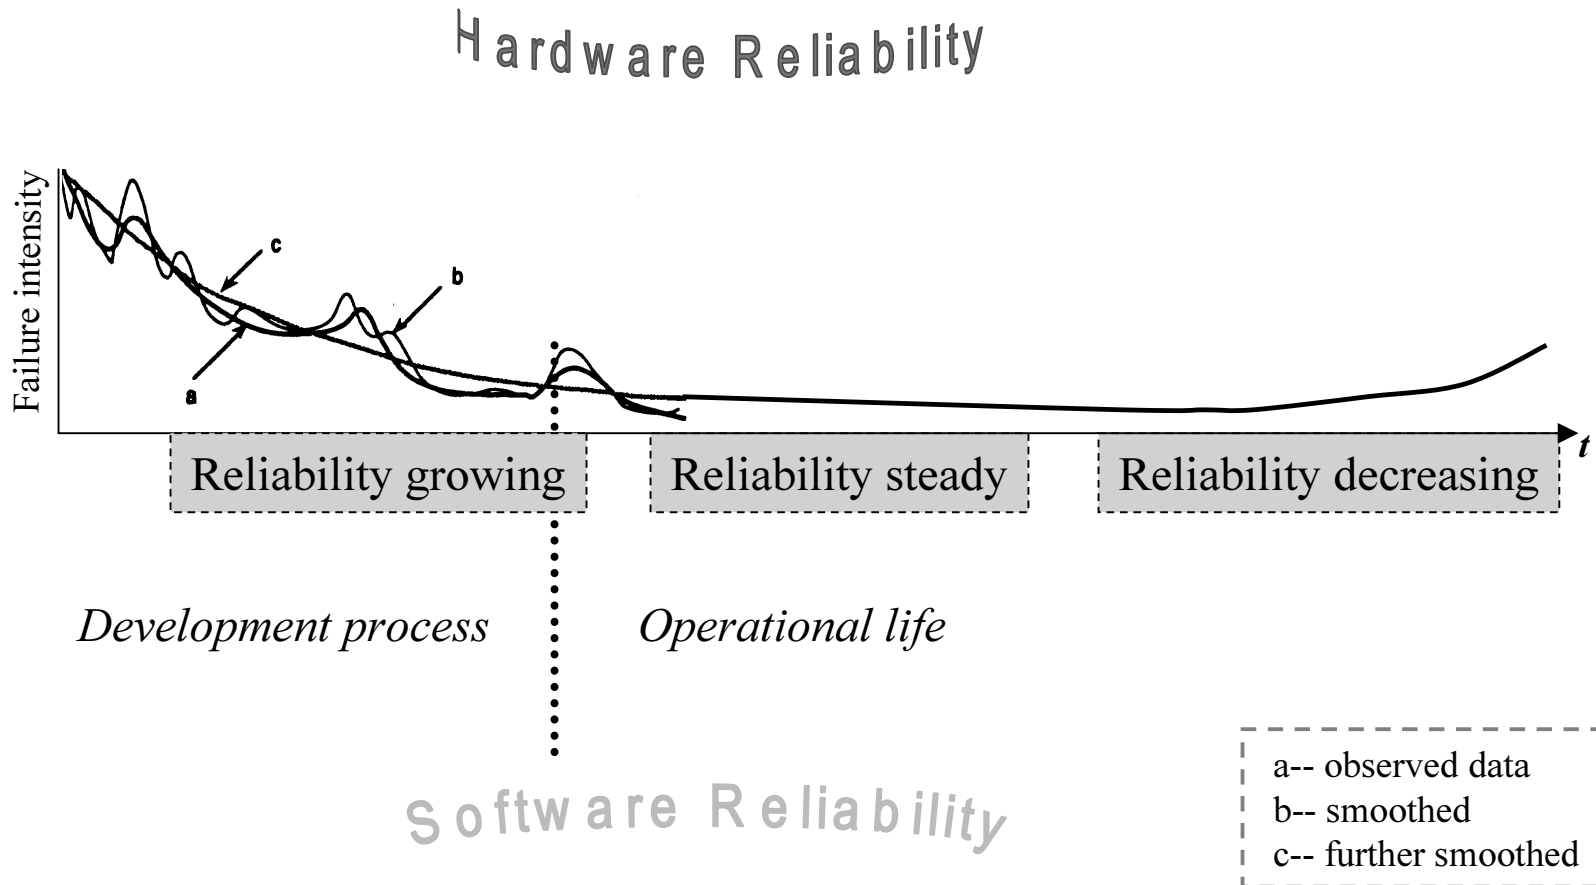 Hardware Reliability
Failure intensity
c
b
a
t
Reliability growing
Reliability steady
Reliability decreasing
Development process
Operational life
Software Reliability
a-- observed data
b-- smoothed
c-- further smoothed